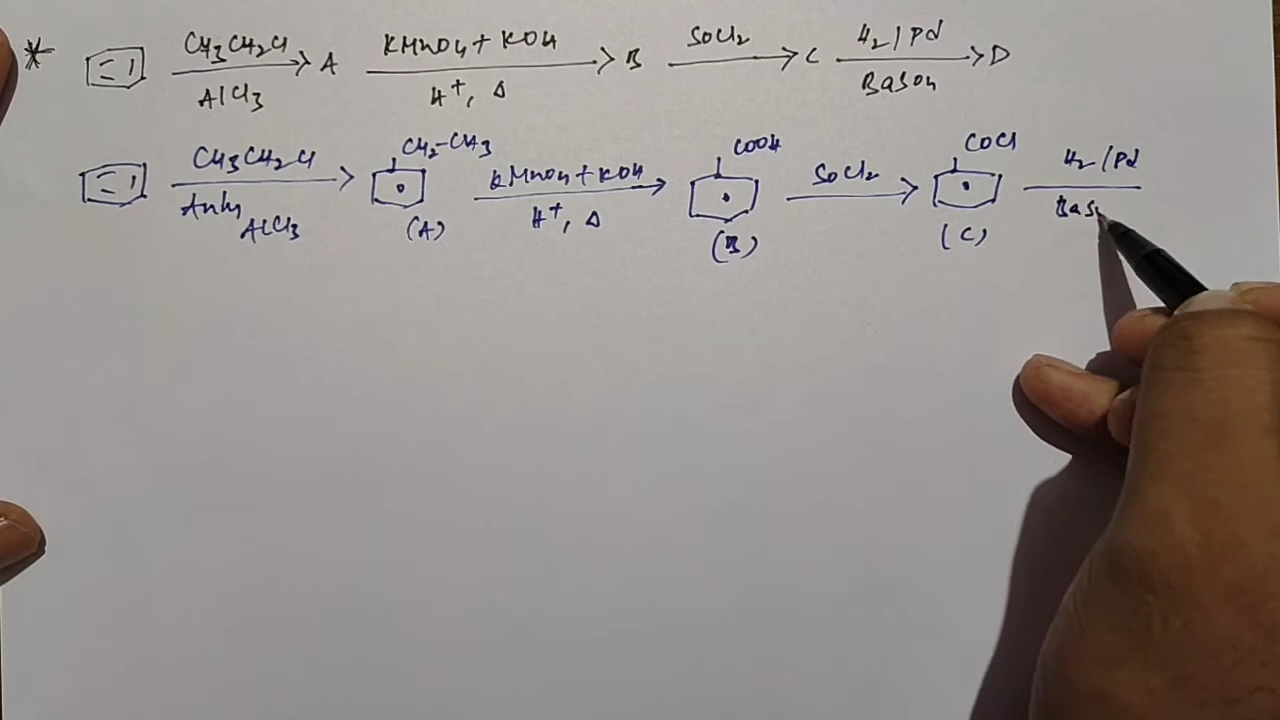 * CH3CH2Cl AlCl3 → A KMnO4 + KOH H+, Δ → B SOCl2 → C H2/Pd BaSO4 → D
CH3CH2Cl Anhy AlCl3 → CH2-CH3 (A) KMnO4 + KOH H+, Δ → COOH (B) SOCl2 → COCl (C) H2/Pd BaS